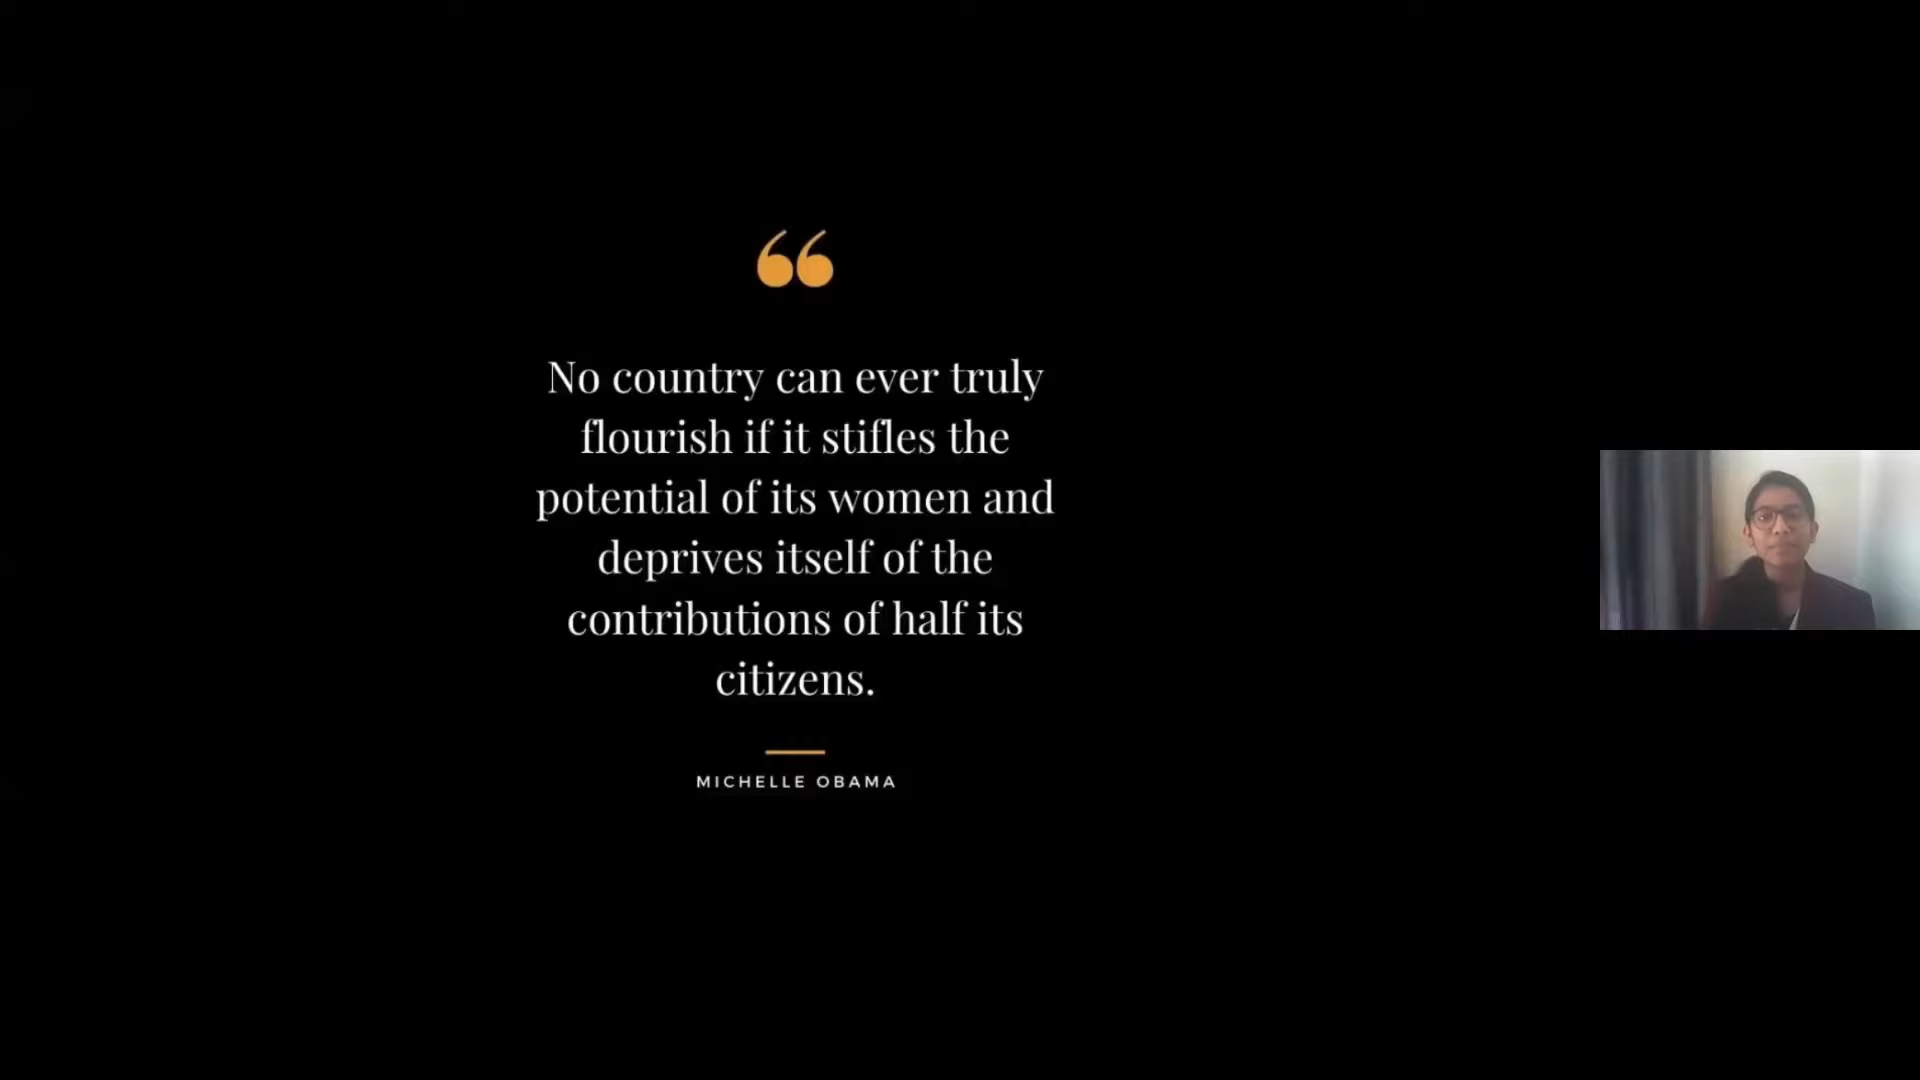 “
No country can ever truly
flourish if it stifles the
potential of its women and
deprives itself of the
contributions of half its
citizens.
MICHELLE OBAMA